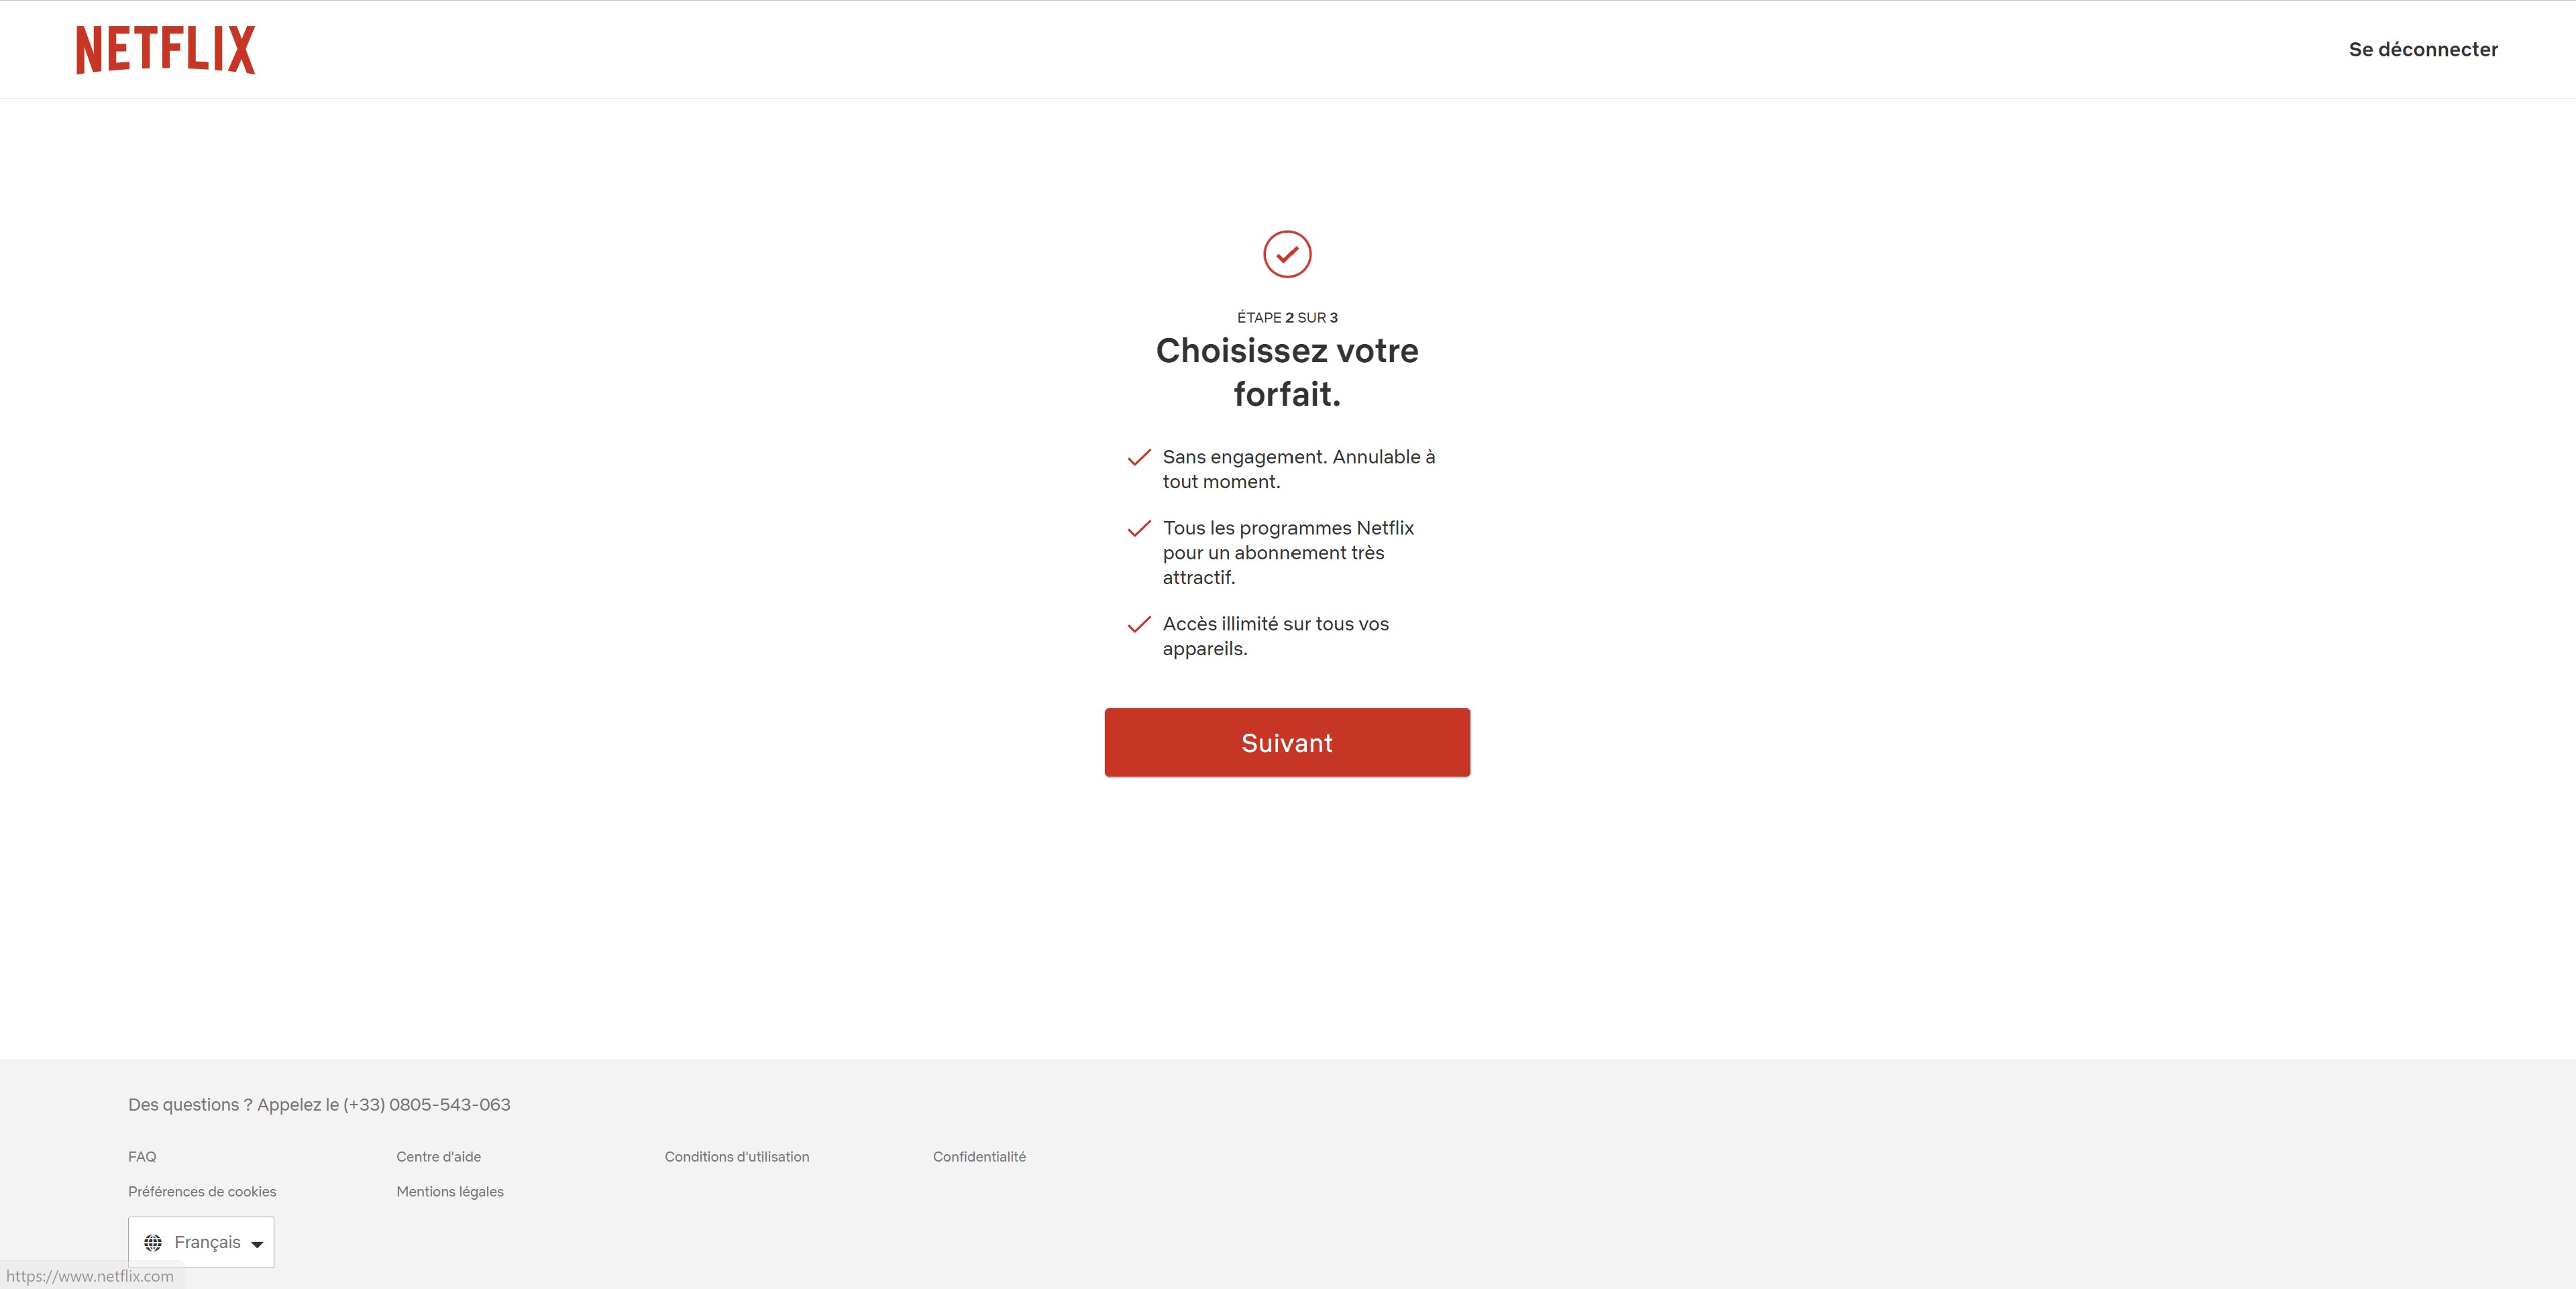 NETFLIX
Se déconnecter
ÉTAPE 2 SUR 3
Choisissez votre
forfait.
Sans engagement. Annulable à
tout moment.
Tous les programmes Netflix
pour un abonnement très
attractif.
Accès illimité sur tous vos
appareils.
Suivant
Des questions ? Appelez le (+33) 0805-543-063
FAQ
Centre d'aide
Conditions d'utilisation
Confidentialité
Préférences de cookies
Mentions légales
Français
https://www.netflix.com